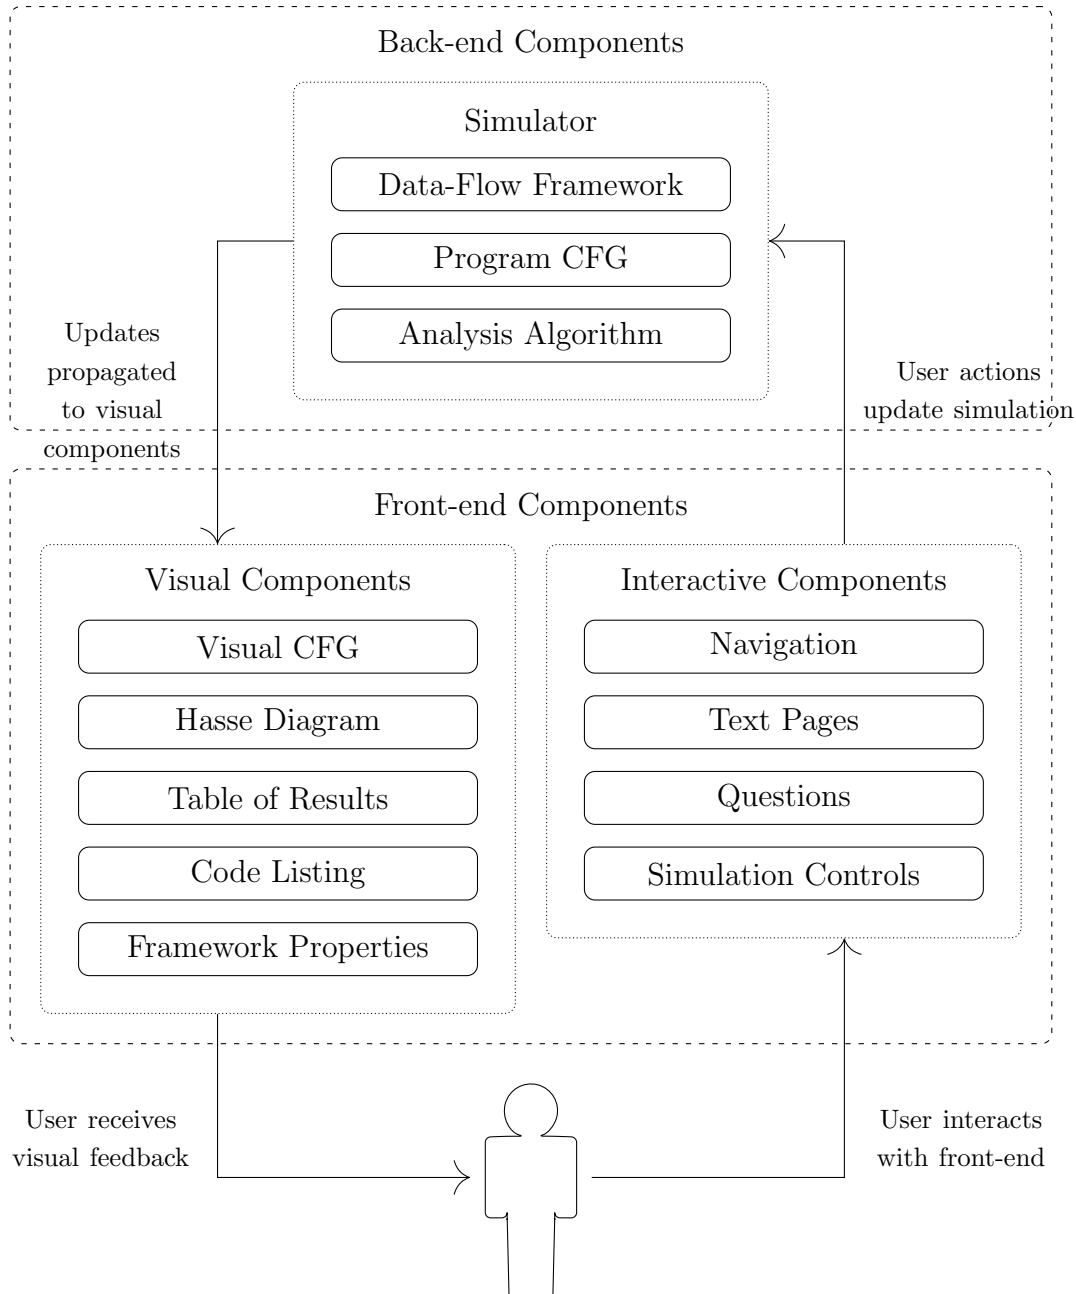 Back-end Components
Simulator
Data-Flow Framework
Program CFG
Analysis Algorithm
Updates
propagated
to visual
components
User actions
update simulation
Front-end Components
Visual Components
Visual CFG
Hasse Diagram
Table of Results
Code Listing
Framework Properties
Interactive Components
Navigation
Text Pages
Questions
Simulation Controls
User receives
visual feedback
User interacts
with front-end